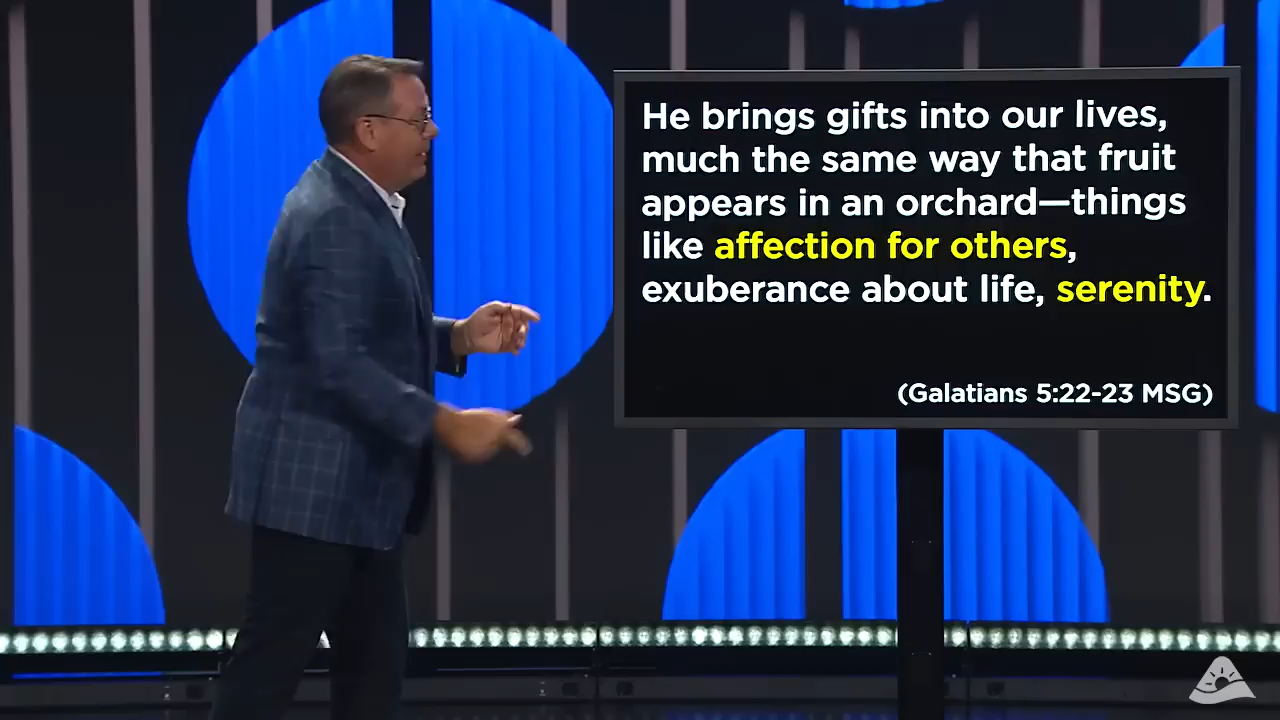 He brings gifts into our lives,
much the same way that fruit
appears in an orchard—things
like affection for others,
exuberance about life, serenity.
(Galatians 5:22-23 MSG)